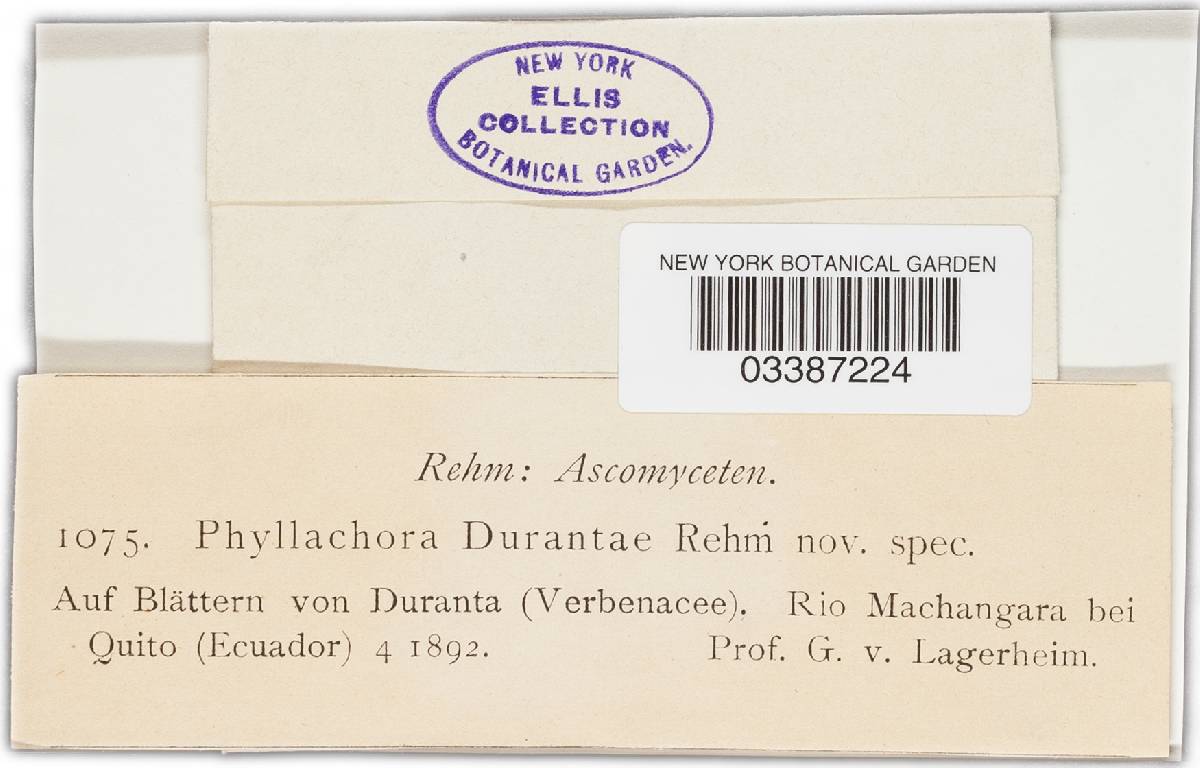 NEW YORK
ELLIS
COLLECTION
BOTANICAL GARDEN.
NEW YORK BOTANICAL GARDEN
03387224
Rehm: Ascomyceten.
1075. Phyllachora Durantae Rehm nov. spec.
Auf Blättern von Duranta (Verbenacee). Rio Machangara bei
Quito (Ecuador) 4 1892. Prof. G. v. Lagerheim.